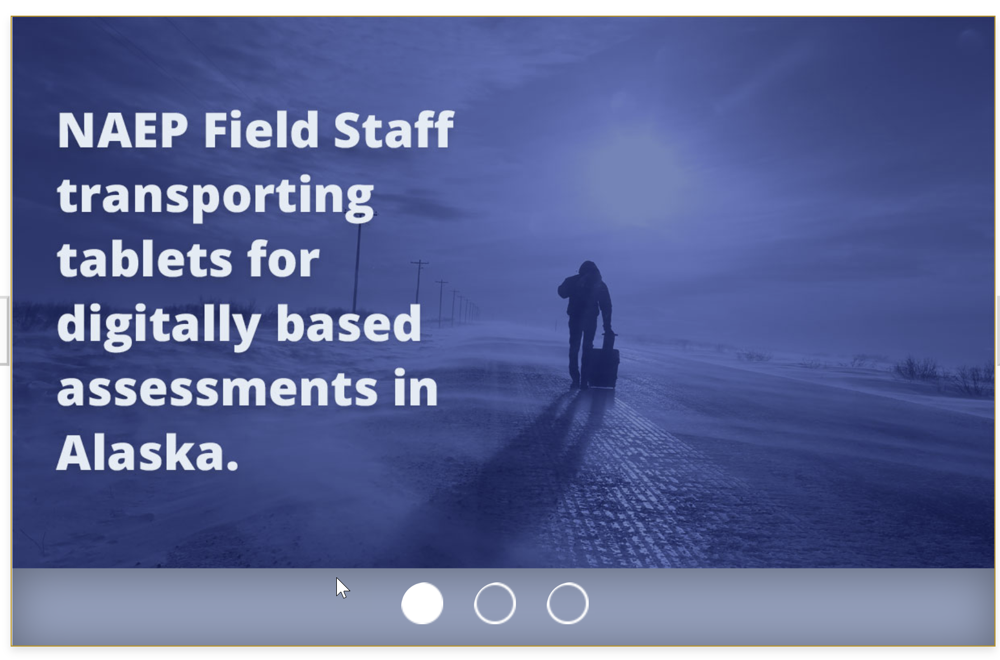 NAEP Field Staff
transporting
tablets for
digitally based
assessments in
Alaska.